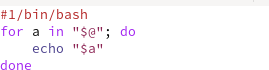 #1/bin/bash
for a in "$@"; do
    echo "$a"
done